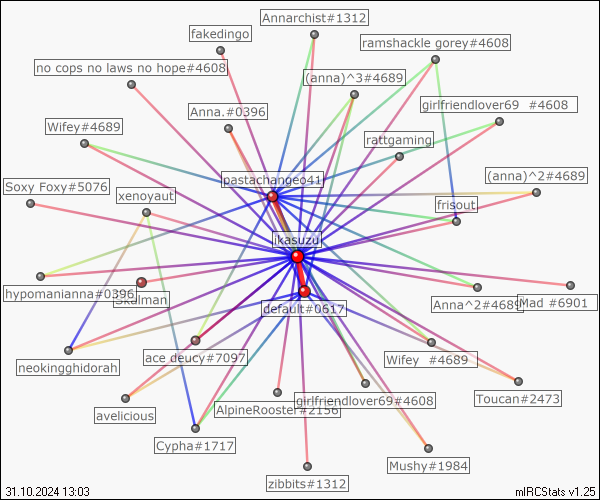 Annarchist#1312
fakedingo
ramshackle gorey#4608
no cops no laws no hope#4608
(anna)^3#4689
girlfriendlover69 #4608
Anna.#0396
Wifey#4689
rattgaming
pastachangeo41
(anna)^2#4689
Soxy Foxy#5076
xenoyaut
frisout
ikasuzu
hypomanianna#0396
Skulman
default#0617
Anna^2#4689
Mad #6901
ace deucy#7097
Wifey #4689
neokingghidorah
girlfriendlover69#4608
Toucan#2473
avelicious
AlpineRooster#2156
Cypha#1717
Mushy#1984
zibbits#1312
31.10.2024 13:03
mIRCStats v1.25